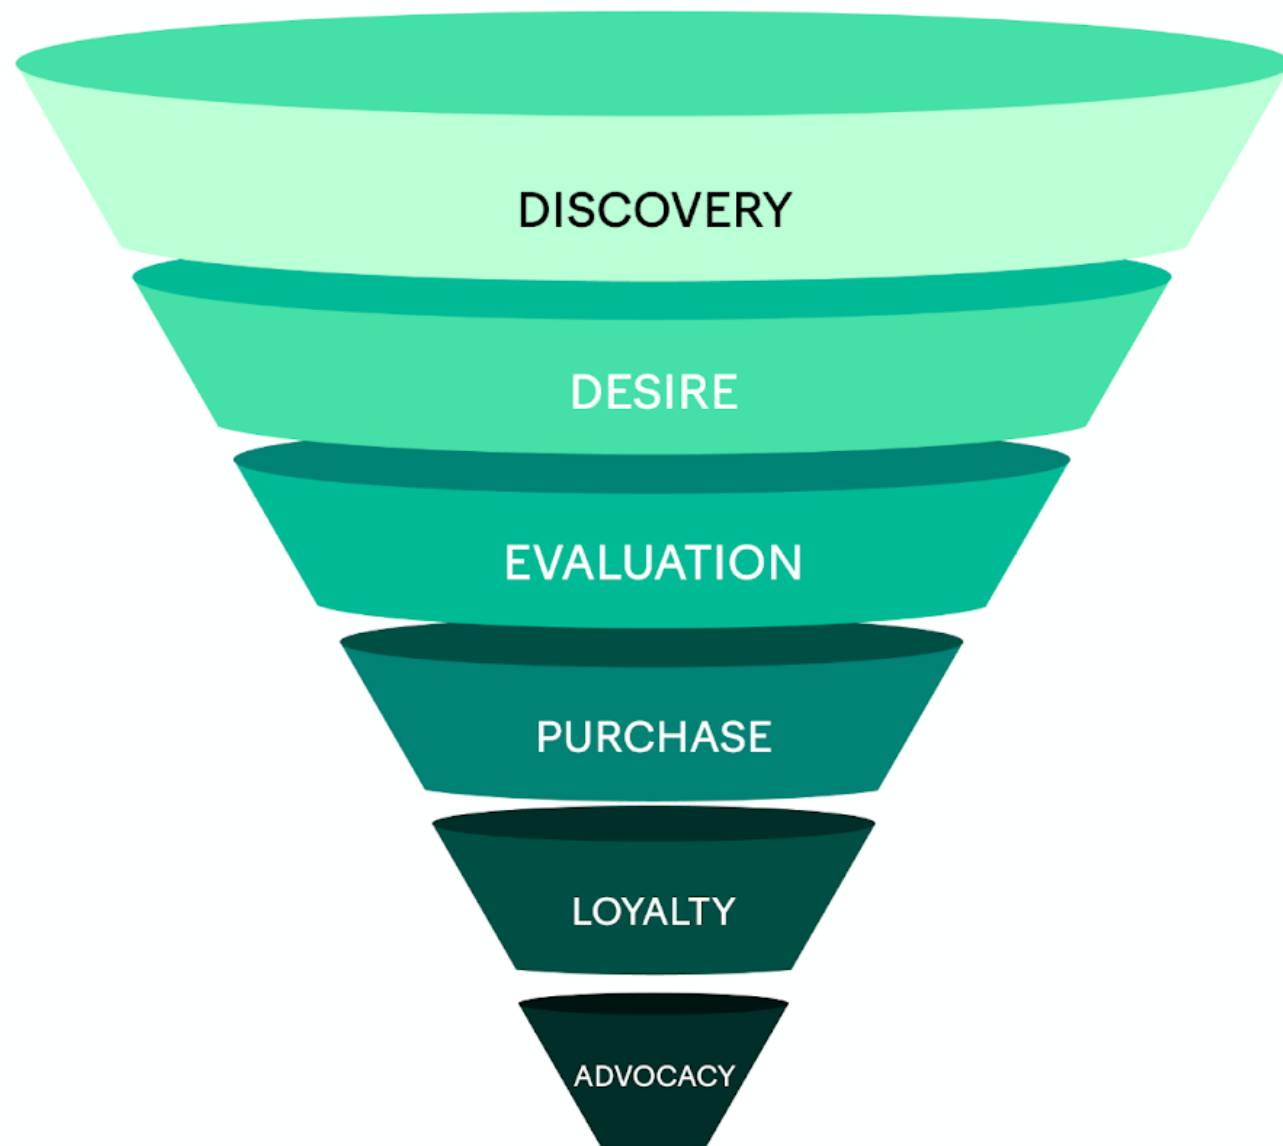 DISCOVERY
DESIRE
EVALUATION
PURCHASE
LOYALTY
ADVOCACY